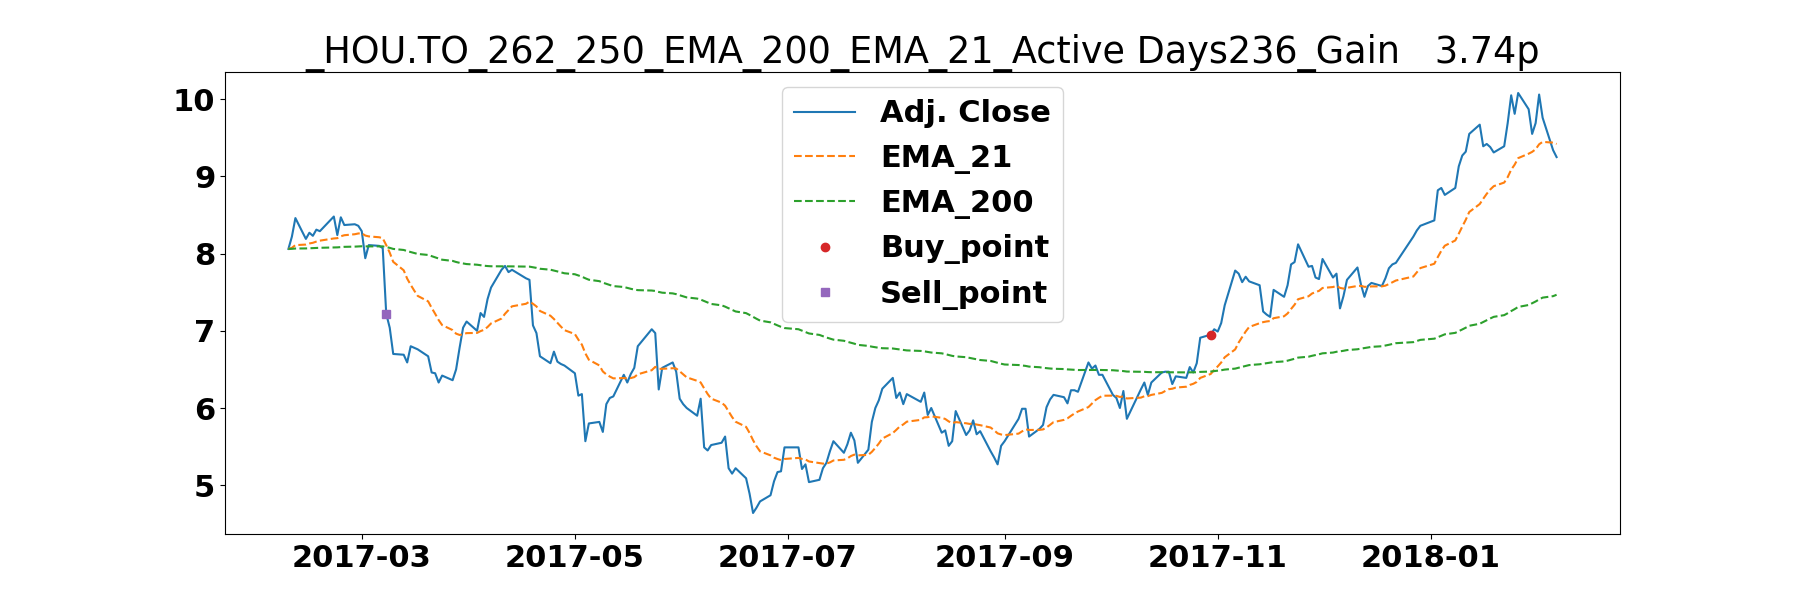 _HOU.TO_262_250_EMA_200_EMA_21_Active Days236_Gain   3.74p
Adj. Close
EMA_21
EMA_200
Buy_point
Sell_point
10
9
8
7
6
5
2017-03 2017-05 2017-07 2017-09 2017-11 2018-01